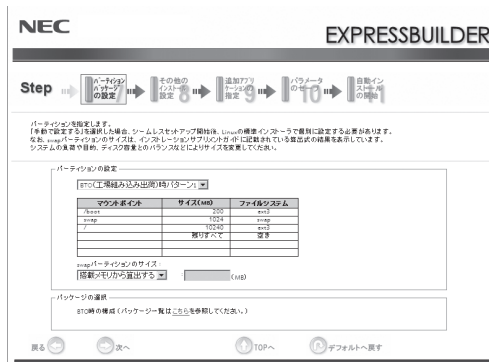 NEC
EXPRESSBUILDER
Step
パーティション/パッケージの設定 7
その他のインストール設定 8
追加アプリケーションの指定 9
パラメータのセーブ 10
自動インストールの開始 11
パーティションを指定します。
「手動で設定する」を選択した場合、シームレスセットアップ開始後、Linuxの標準インストーラで個別に設定する必要があります。
なお、swapパーティションのサイズは、インストレーションサプリメントガイドに記載されている算出式の結果を表示しています。
システムの負荷や目的、ディスク容量とのバランスなどによりサイズを変更してください。
パーティションの設定
BTO(工場組み込み出荷)時パターン1
マウントポイント サイズ(MB) ファイルシステム
/boot 200 ext3
swap 1024 swap
/ 10240 ext3
残りすべて 空き
swapパーティションのサイズ:
搭載メモリから算出する (MB)
パッケージの選択
BTO時の構成(パッケージ一覧はこちらを参照してください。)
戻る 次へ TOPへ デフォルトへ戻す